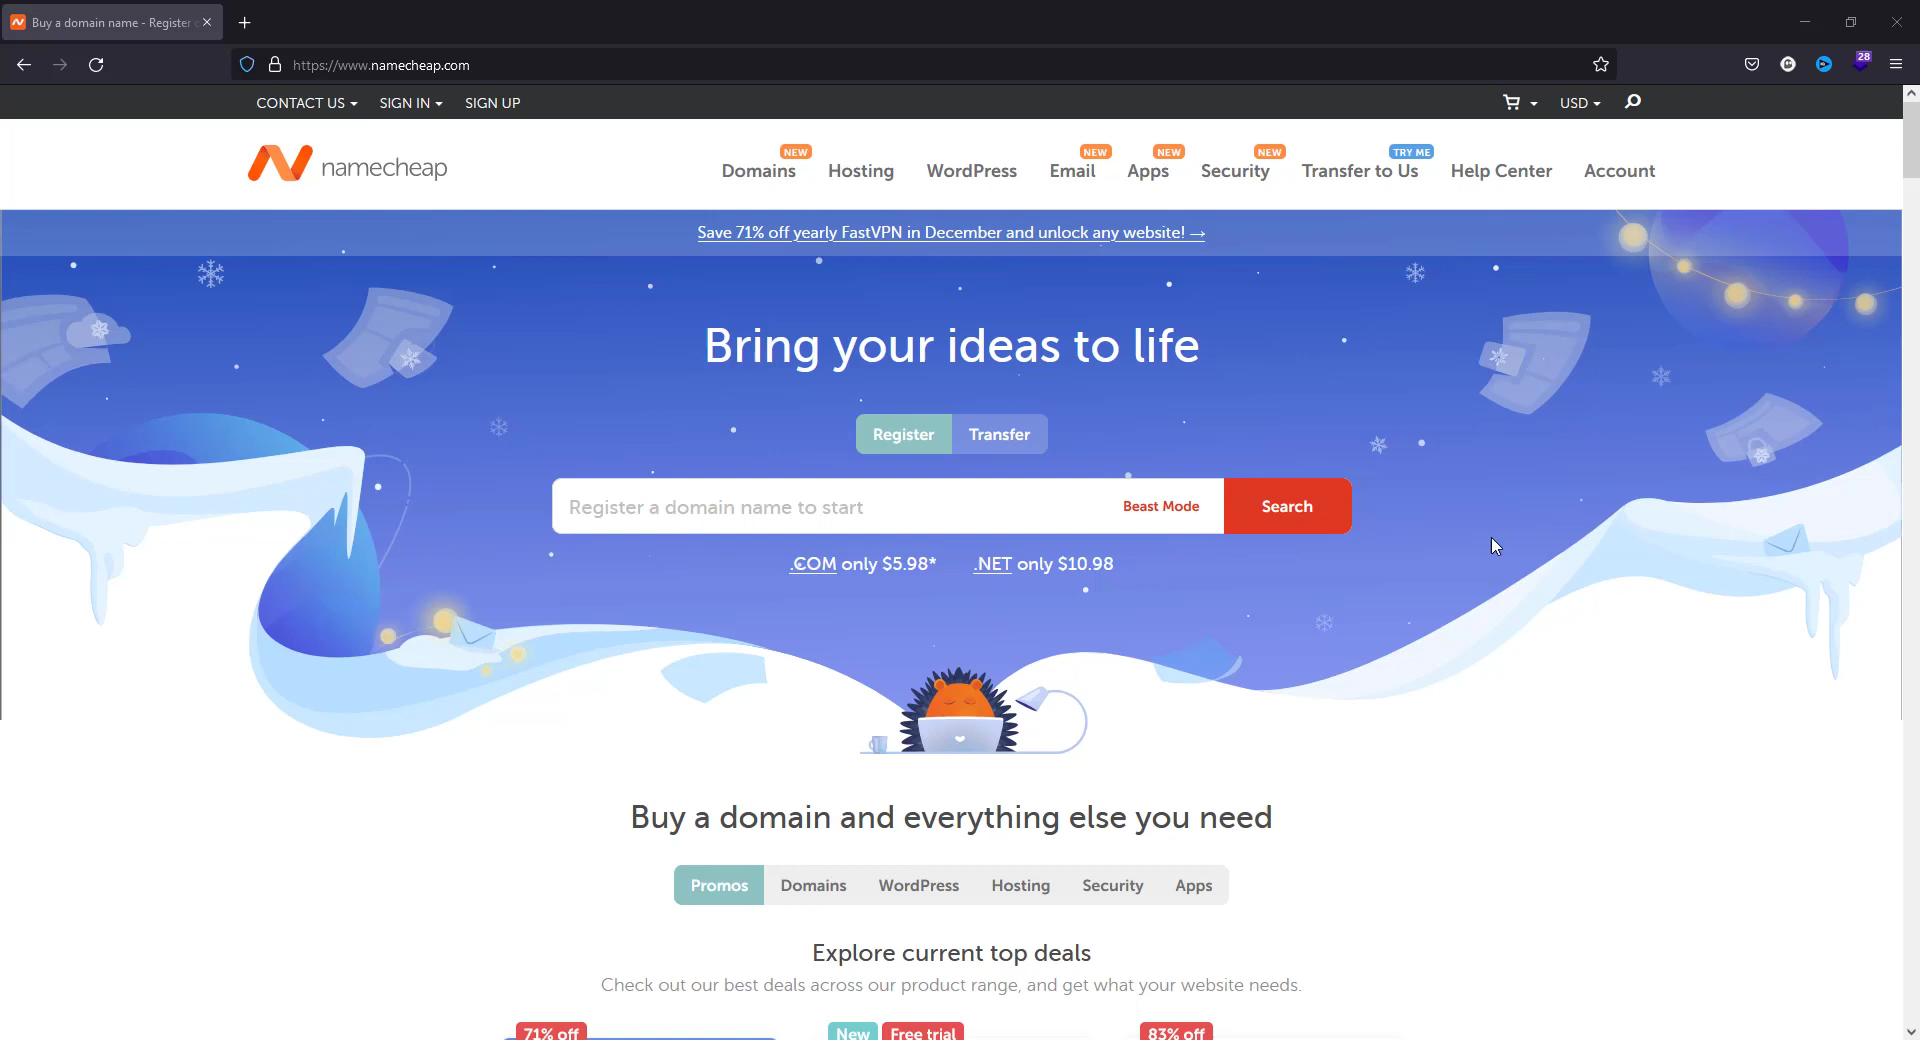 Buy a domain name - Register
28
https://www.namecheap.com
CONTACT US SIGN IN SIGN UP USD
namecheap
NEW NEW NEW NEW TRY ME
Domains Hosting WordPress Email Apps Security Transfer to Us Help Center Account
Save 71% off yearly FastVPN in December and unlock any website! →
Bring your ideas to life
Register Transfer
Register a domain name to start Beast Mode Search
.COM only $5.98* .NET only $10.98
Buy a domain and everything else you need
Promos Domains WordPress Hosting Security Apps
Explore current top deals
Check out our best deals across our product range, and get what your website needs.
71% off New Free trial 83% off